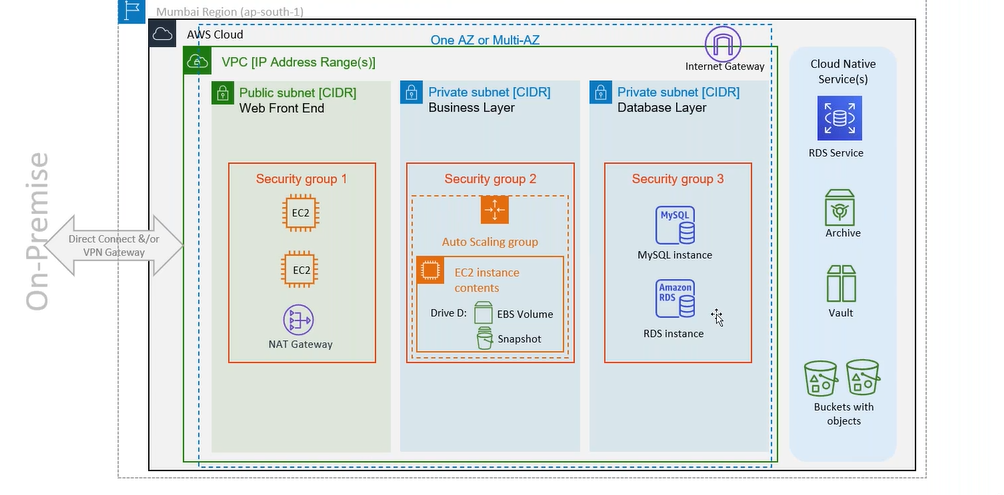 Mumbai Region (ap-south-1)
AWS Cloud
One AZ or Multi-AZ
Internet Gateway
VPC [IP Address Range(s)]
On-Premise
Direct Connect &/or
VPN Gateway
Public subnet [CIDR]
Web Front End
Security group 1
EC2
EC2
NAT Gateway
Private subnet [CIDR]
Business Layer
Security group 2
Auto Scaling group
EC2 instance
contents
Drive D:
EBS Volume
Snapshot
Private subnet [CIDR]
Database Layer
Security group 3
MySQL
MySQL instance
Amazon
RDS
RDS instance
Cloud Native
Service(s)
RDS Service
Archive
Vault
Buckets with
objects